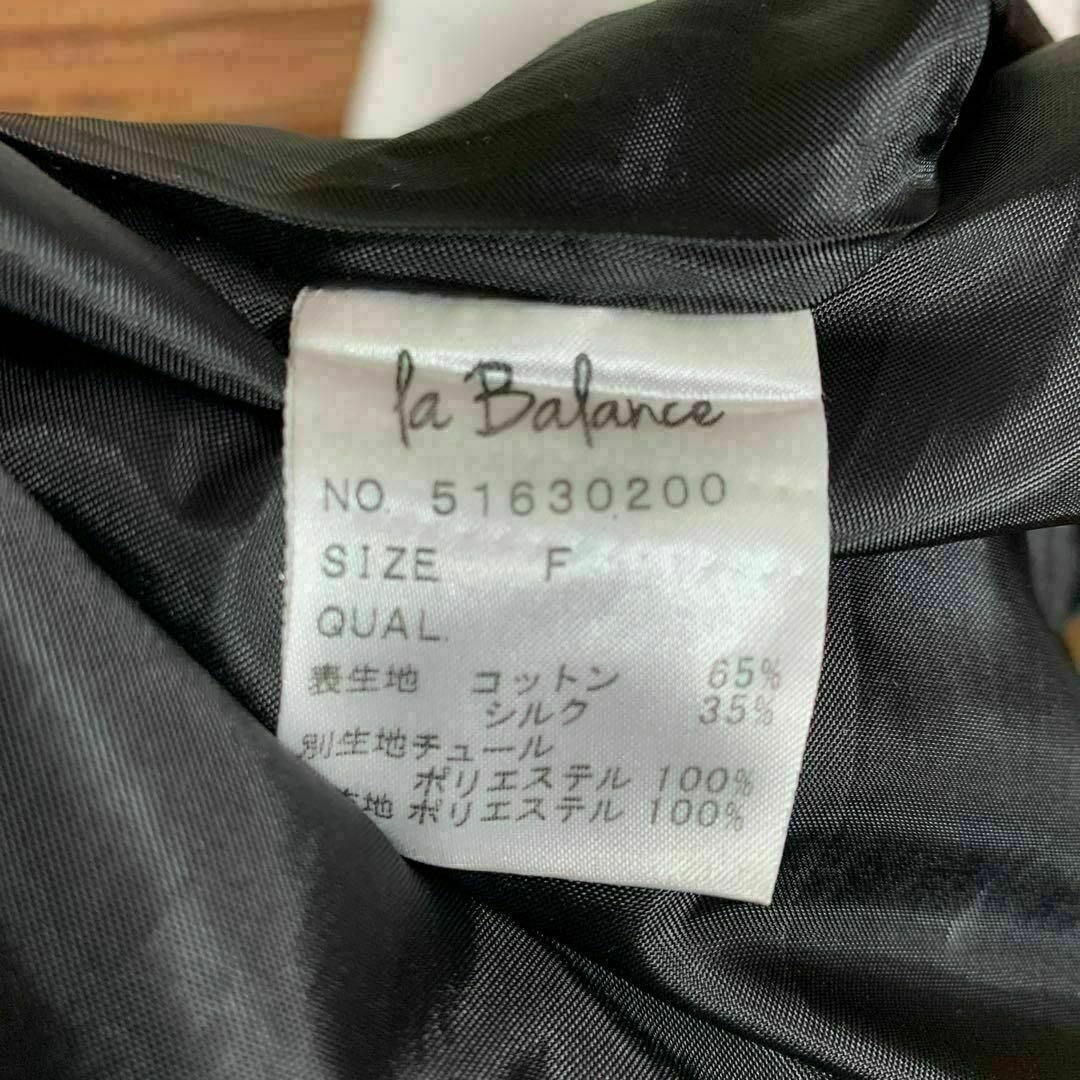 la Balance
NO. 51630200
SIZE F
QUAL.
表生地 コットン 65%
シルク 35%
別生地チュール
ポリエステル 100%
地 ポリエステル 100%